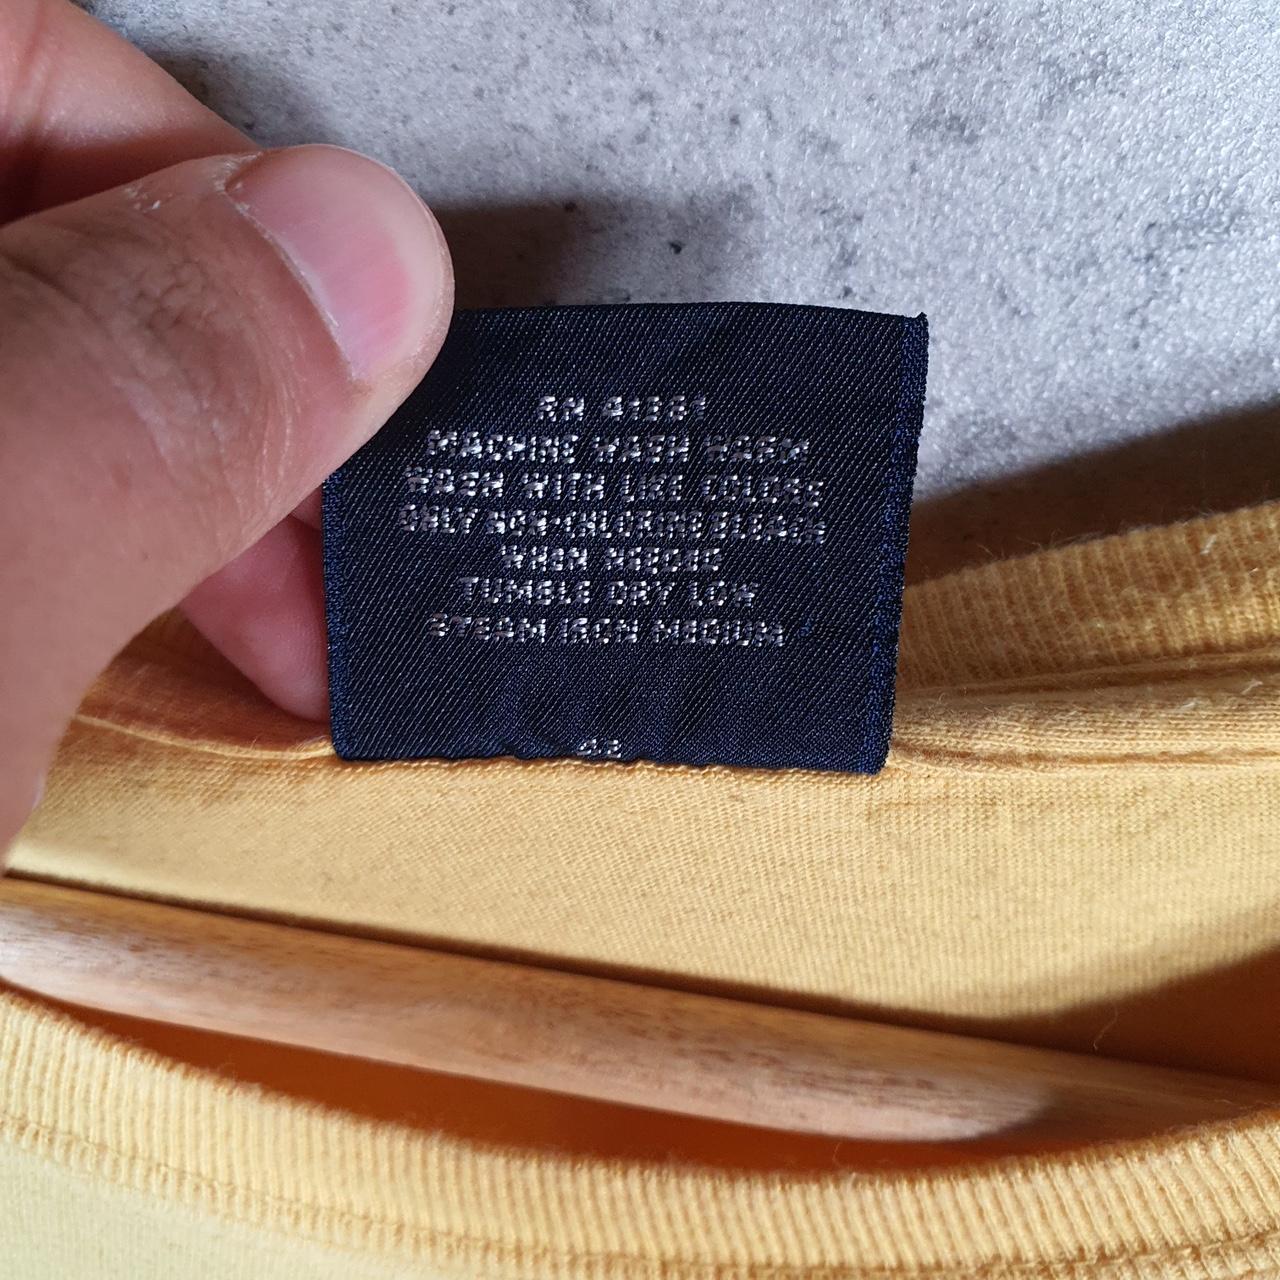 RN 41381
MACHINE WASH WARM
WASH WITH LIKE COLORS
ONLY NON-CHLORINE BLEACH
WHEN NEEDED
TUMBLE DRY LOW
STEAM IRON MEDIUM